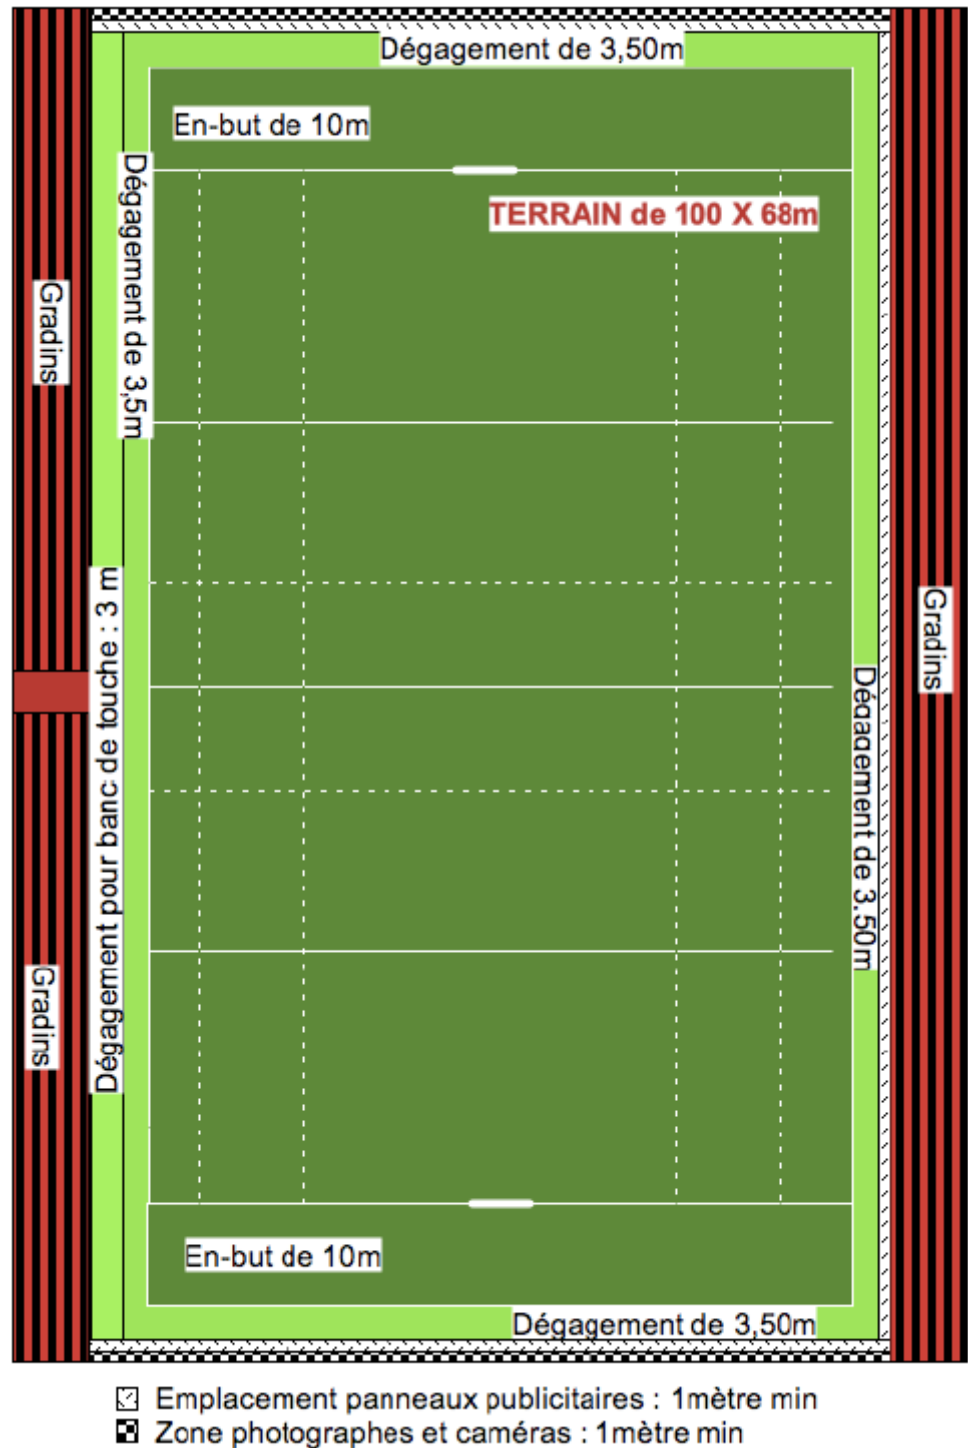 Dégagement de 3,50m
En-but de 10m
Dégagement de 3,5m
TERRAIN de 100 X 68m
Gradins
Dégagement pour banc de touche : 3 m
Gradins
Dégagement de 3.50m
Gradins
En-but de 10m
Dégagement de 3,50m
Emplacement panneaux publicitaires : 1mètre min
Zone photographes et caméras : 1mètre min